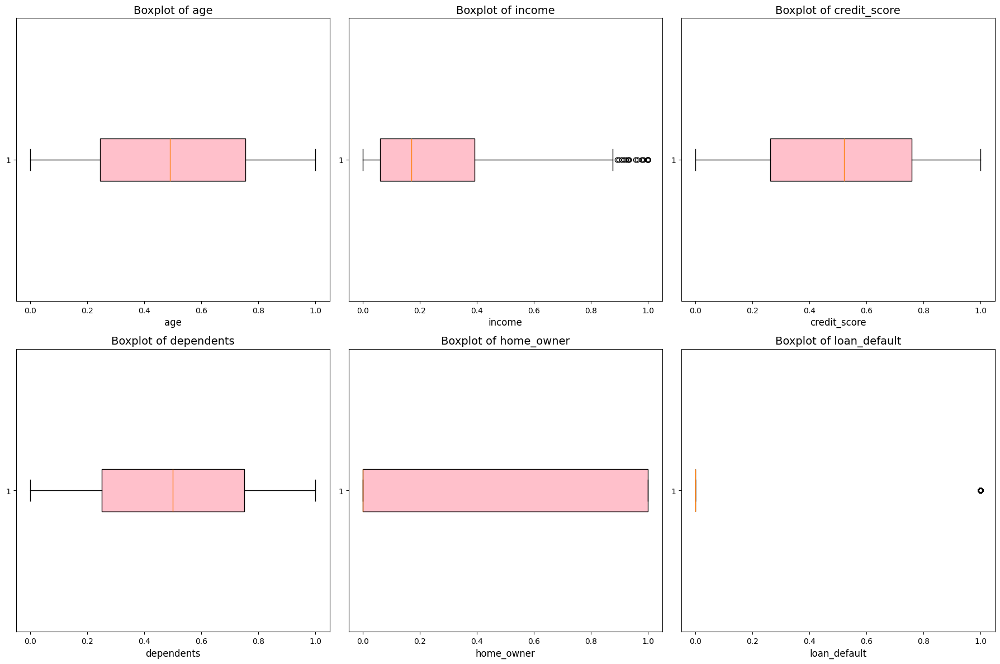 Boxplot of age
1
0.0 0.2 0.4 0.6 0.8 1.0
age
Boxplot of income
1
0.0 0.2 0.4 0.6 0.8 1.0
income
Boxplot of credit_score
1
0.0 0.2 0.4 0.6 0.8 1.0
credit_score
Boxplot of dependents
1
0.0 0.2 0.4 0.6 0.8 1.0
dependents
Boxplot of home_owner
1
0.0 0.2 0.4 0.6 0.8 1.0
home_owner
Boxplot of loan_default
1
0.0 0.2 0.4 0.6 0.8 1.0
loan_default